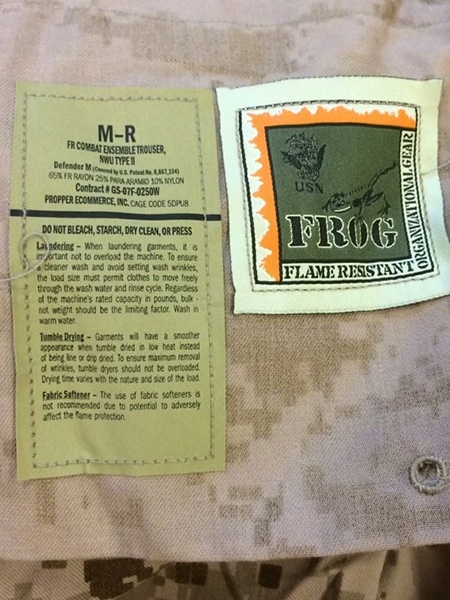 M-R
FR COMBAT ENSEMBLE TROUSER,
NWU TYPE II
Defender M (Covered by U.S. Patent No. 6,867,154)
65% FR RAYON 25% PARA-ARAMID 10% NYLON
Contract # GS-07F-0250W
PROPPER ECOMMERCE, INC. CAGE CODE 5DPU8
DO NOT BLEACH, STARCH, DRY CLEAN, OR PRESS
Laundering – When laundering garments, it is
important not to overload the machine. To ensure
a cleaner wash and avoid setting wash wrinkles,
the load size must permit clothes to move freely
through the wash water and rinse cycle. Regardless
of the machine's rated capacity in pounds, bulk -
not weight should be the limiting factor. Wash in
warm water.
Tumble Drying – Garments will have a smoother
appearance when tumble dried in low heat instead
of being line or drip dried. To ensure maximum removal
of wrinkles, tumble dryers should not be overloaded.
Drying time varies with the nature and size of the load.
Fabric Softener – The use of fabric softeners is
not recommended due to potential to adversely
affect the flame protection.
USN
FROG
FLAME RESISTANT
ORGANIZATIONAL GEAR